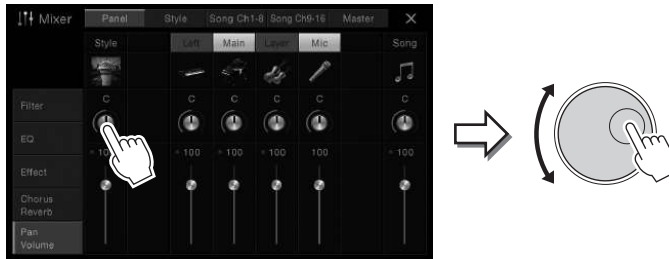 Mixer
Panel Style Song Ch1-8 Song Ch9-16 Master
Style Left Main Layer Mic Song
C C C C C C
Filter
EQ
100 100 100 100 100
Effect
Chorus
Reverb
Pan
Volume